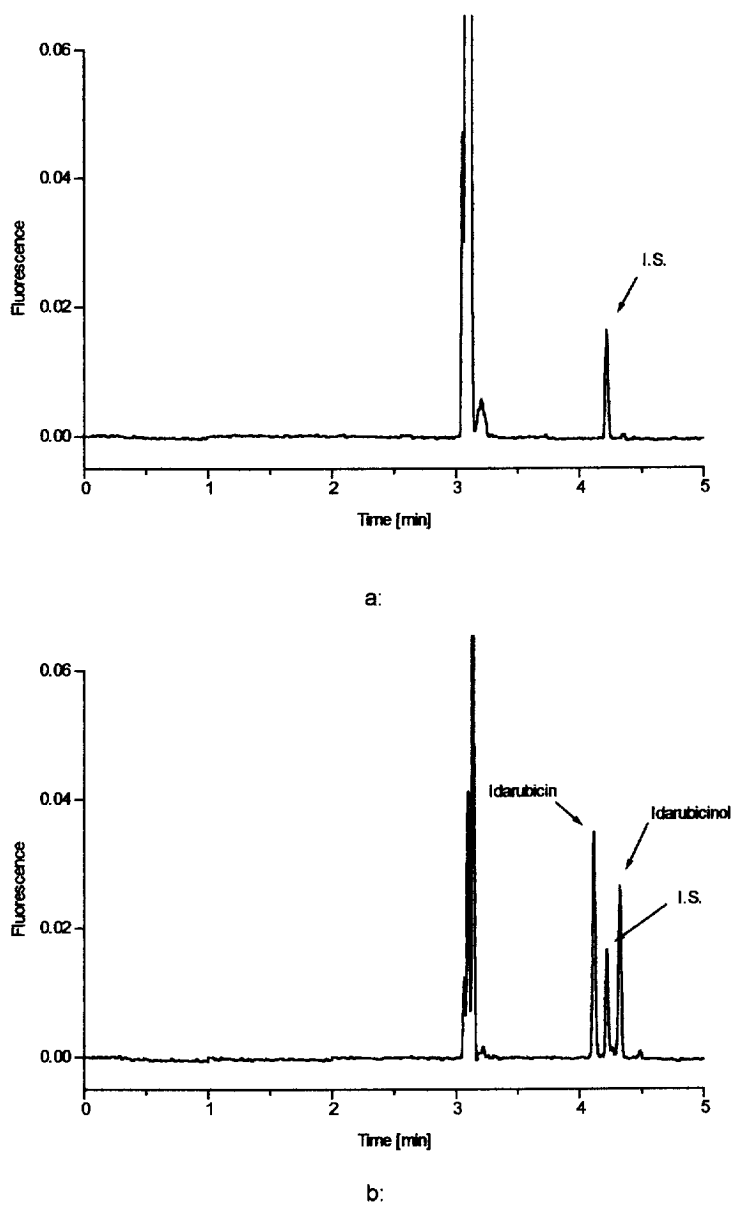 0.06
0.04
0.02
0.00
Fluorescence
I.S.
0 1 2 3 4 5
Time [min]
a:
0.06
0.04
0.02
0.00
Fluorescence
Idarubicin
Idarubicinol
I.S.
0 1 2 3 4 5
Time [min]
b: